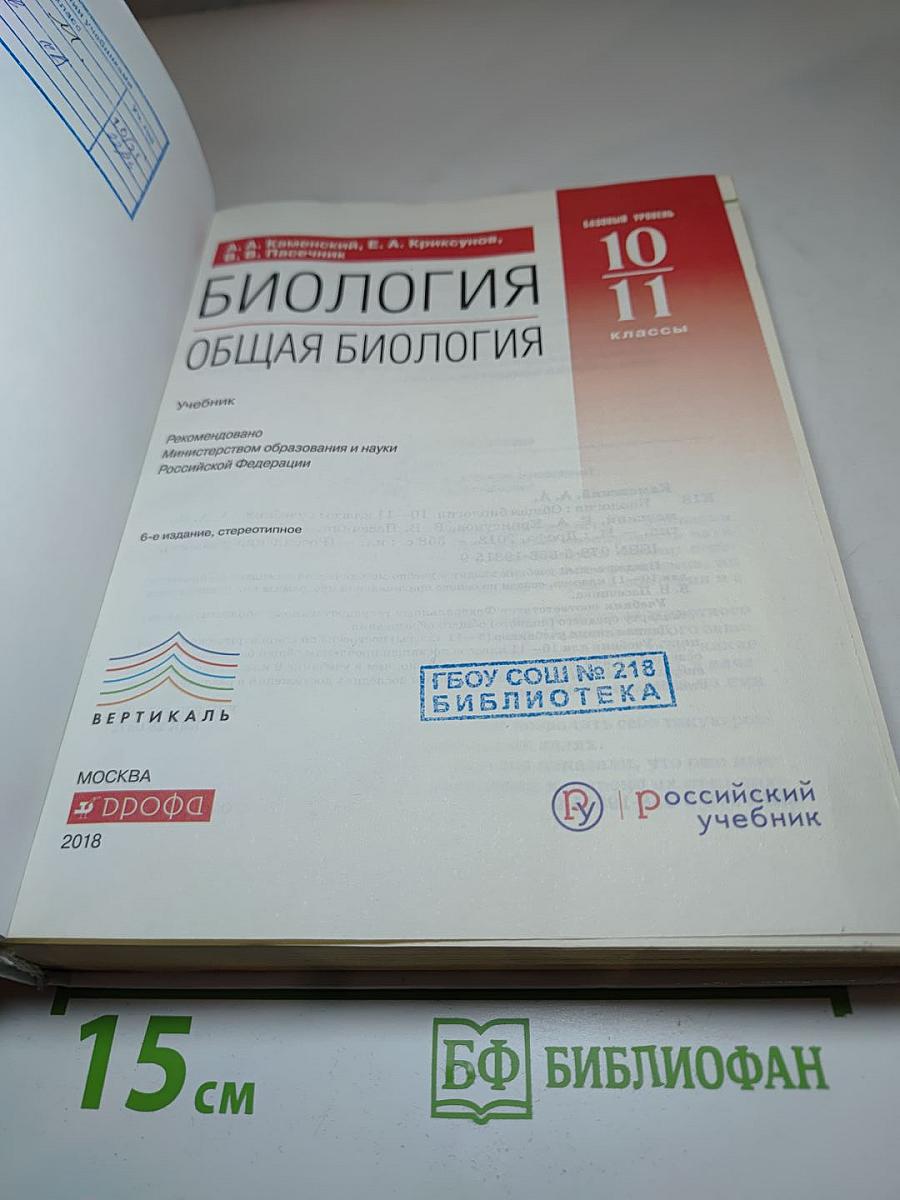 А. А. Каменский, Е. А. Криксунов,
В. В. Пасечник
БИОЛОГИЯ
ОБЩАЯ БИОЛОГИЯ
БАЗОВЫЙ УРОВЕНЬ
10
11
классы
Учебник
Рекомендовано
Министерством образования и науки
Российской Федерации
6-е издание, стереотипное
ВЕРТИКАЛЬ
ГБОУ СОШ № 218
БИБЛИОТЕКА
МОСКВА
дрофа
2018
РУ
российский
учебник
15 см
БФ БИБЛИОФАН